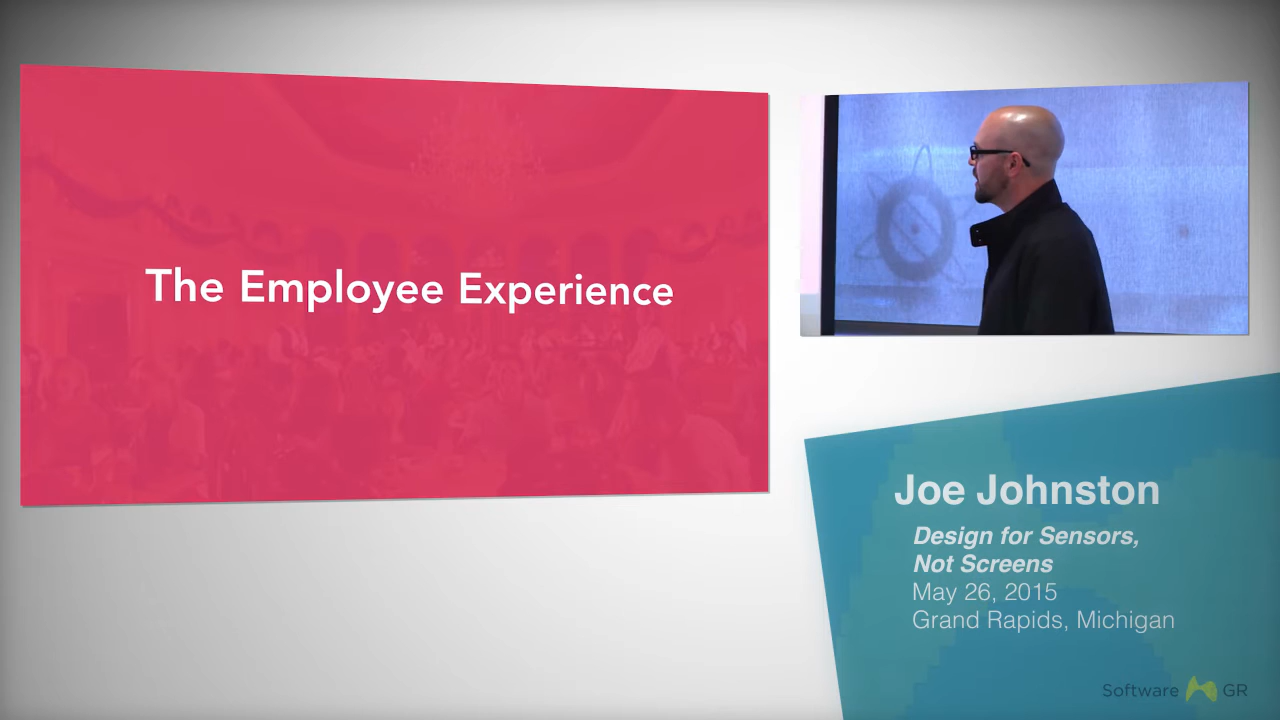 The Employee Experience
Joe Johnston
Design for Sensors,
Not Screens
May 26, 2015
Grand Rapids, Michigan
Software GR